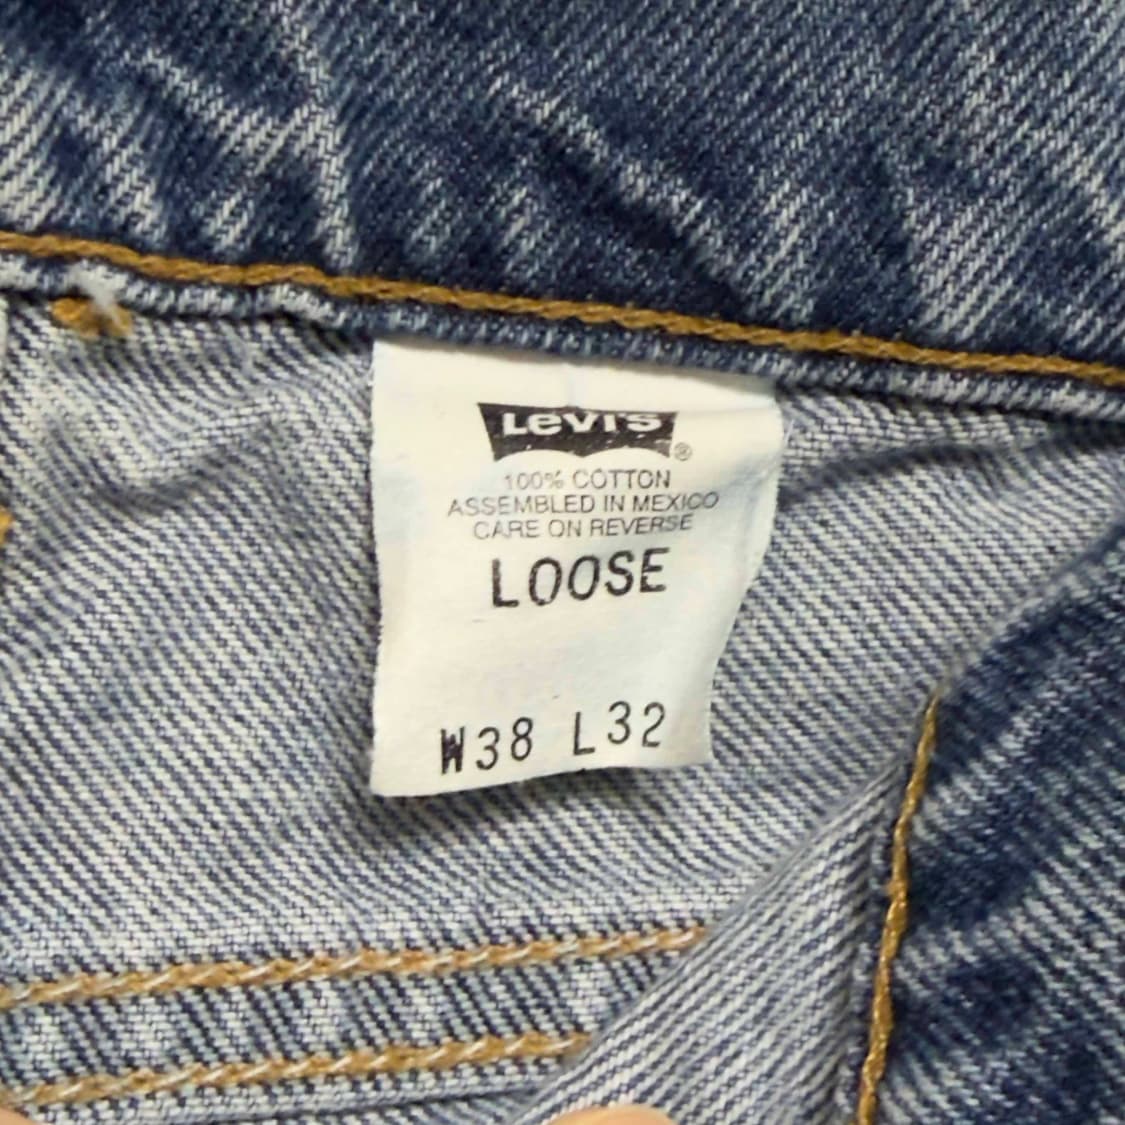 Levi's®
100% COTTON
ASSEMBLED IN MEXICO
CARE ON REVERSE
LOOSE
W38 L32